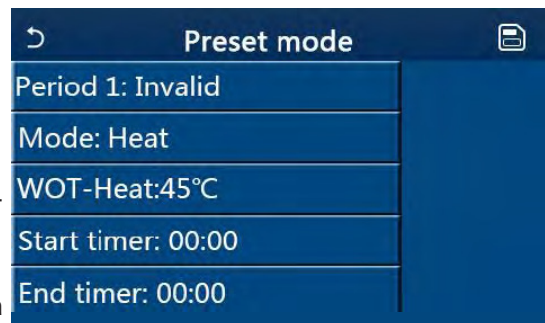 Preset mode
Period 1: Invalid
Mode: Heat
WOT-Heat:45℃
Start timer: 00:00
End timer: 00:00